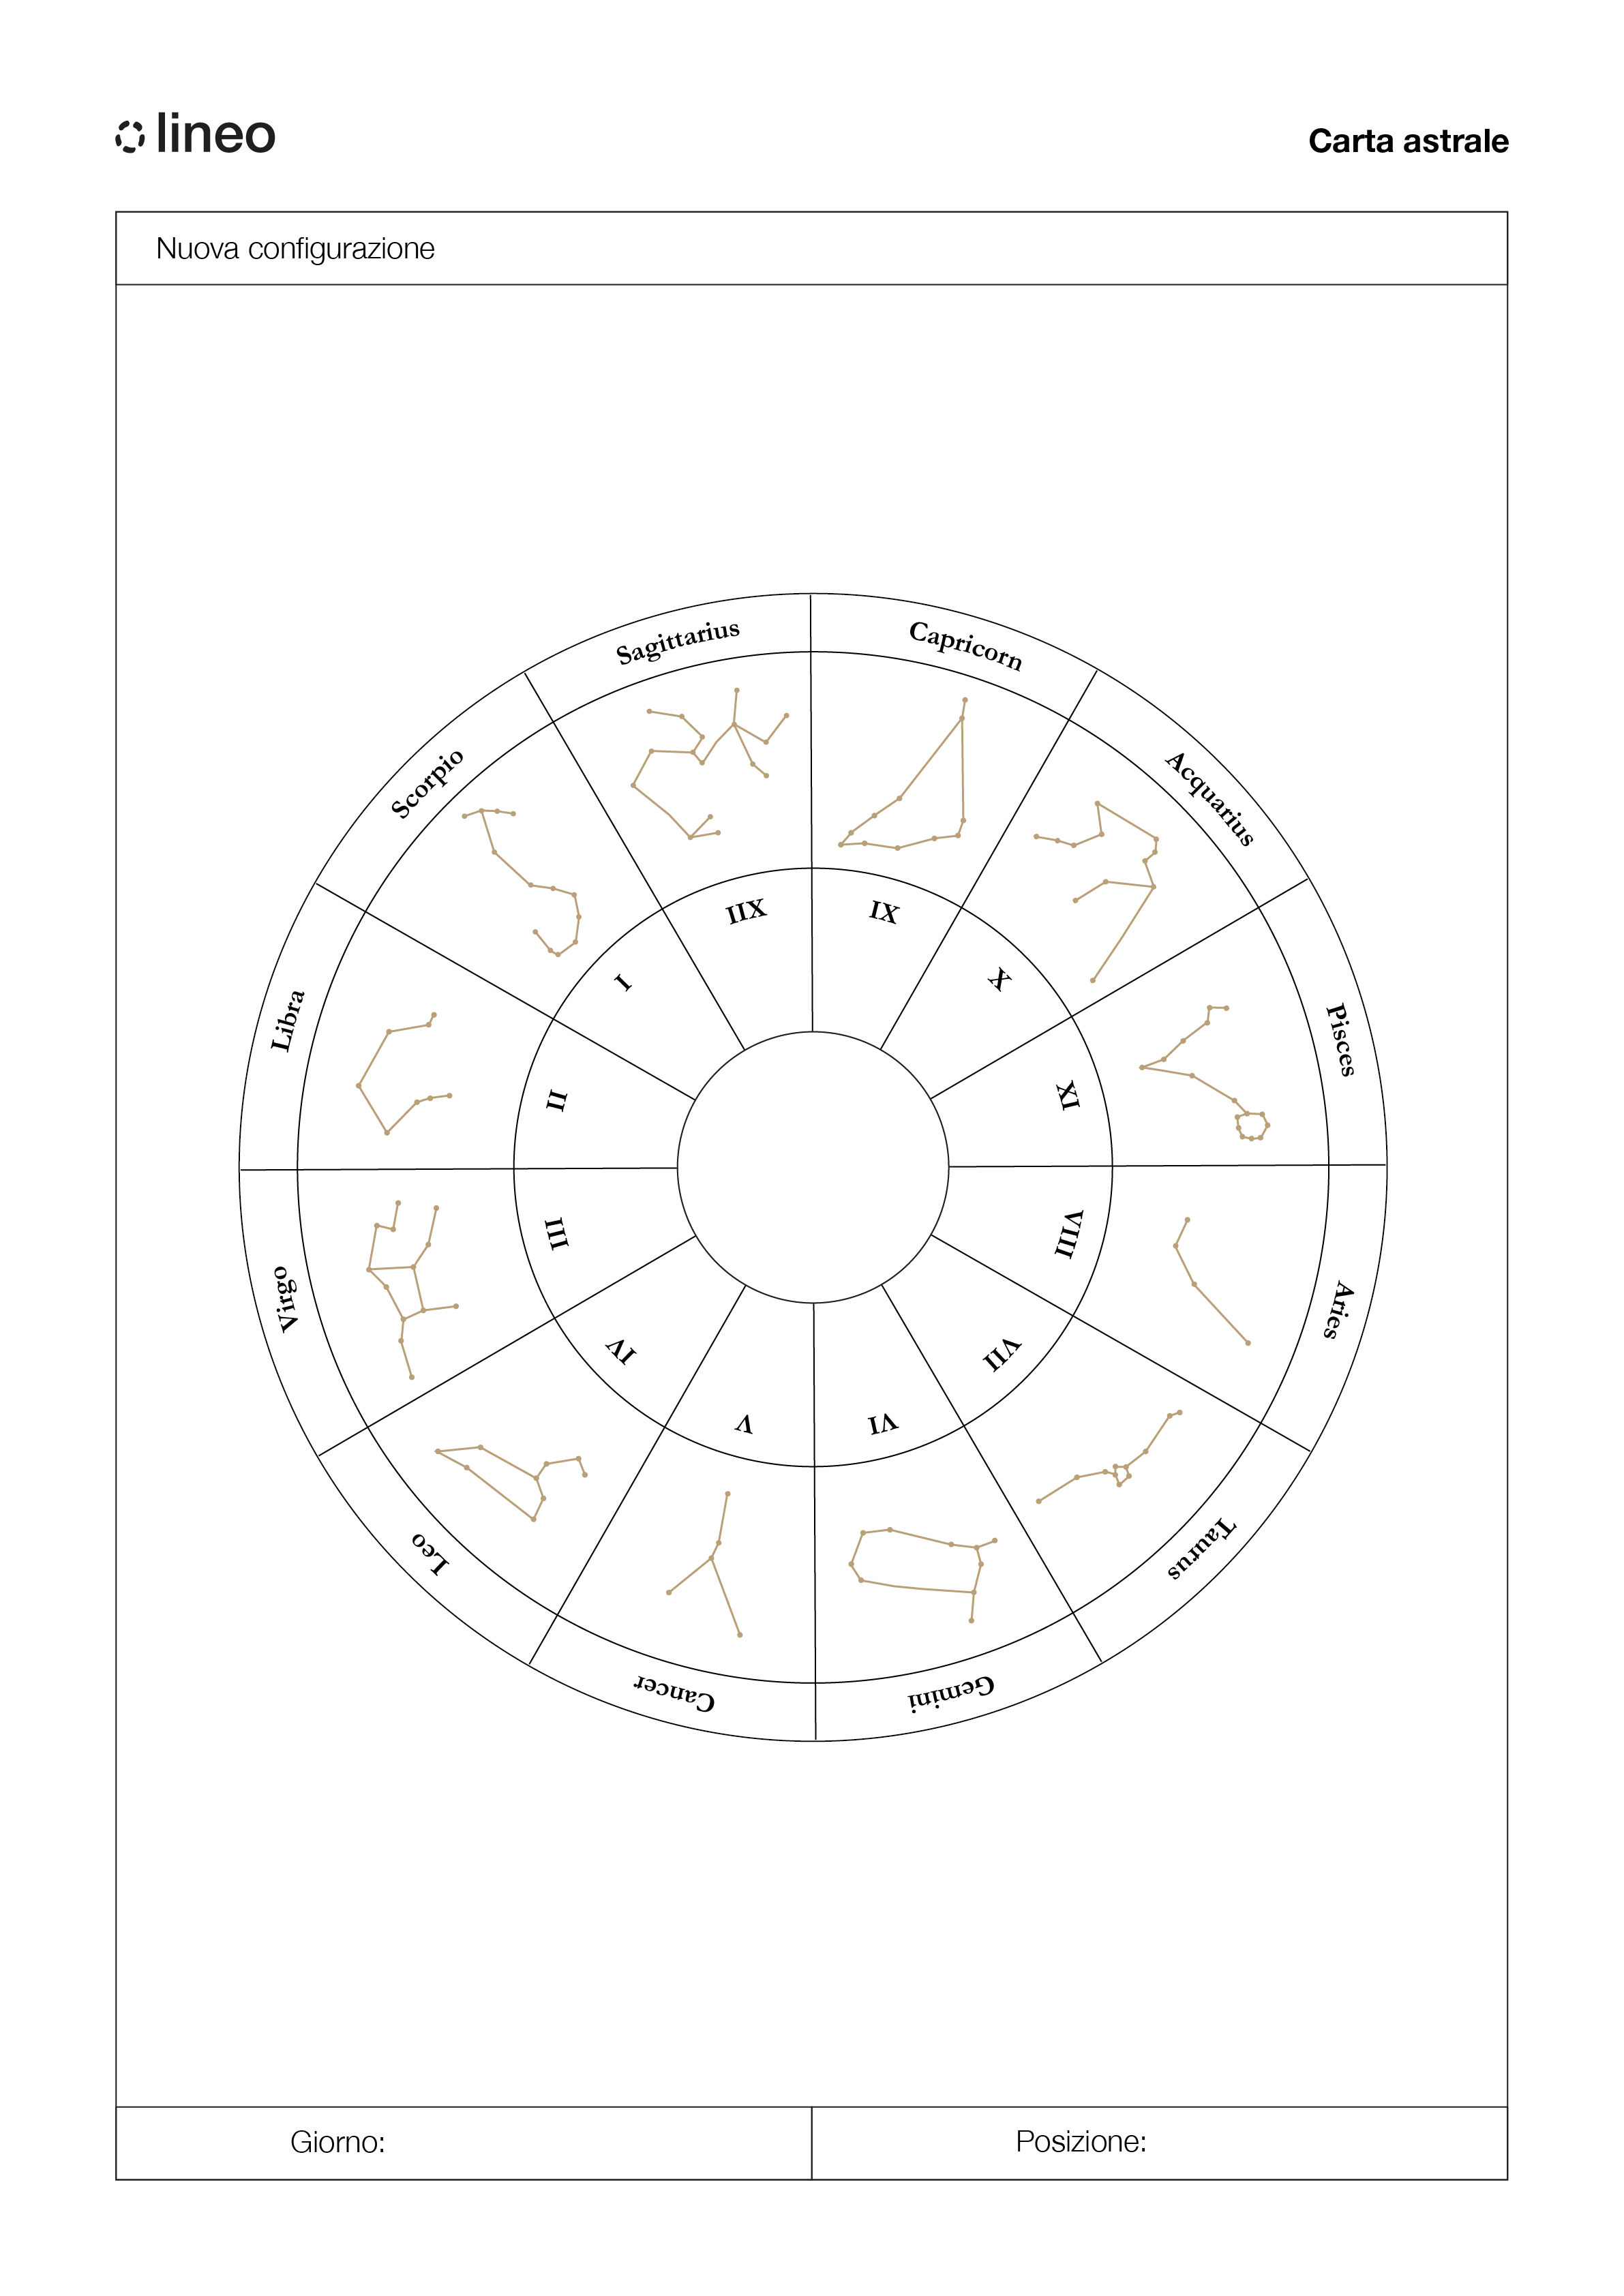 lineo
Carta astrale
Nuova configurazione
Sagittarius
Capricorn
Scorpio
Acquarius
Libra
Pisces
Virgo
Aries
Leo
Taurus
Cancer
Gemini
XII
XI
I
X
II
IX
III
VIII
IV
VII
V
VI
Giorno:
Posizione: